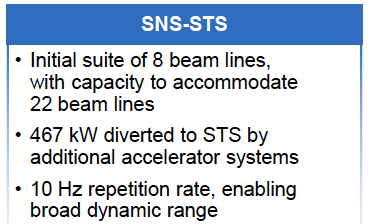 SNS-STS
• Initial suite of 8 beam lines,
with capacity to accommodate
22 beam lines
• 467 kW diverted to STS by
additional accelerator systems
• 10 Hz repetition rate, enabling
broad dynamic range